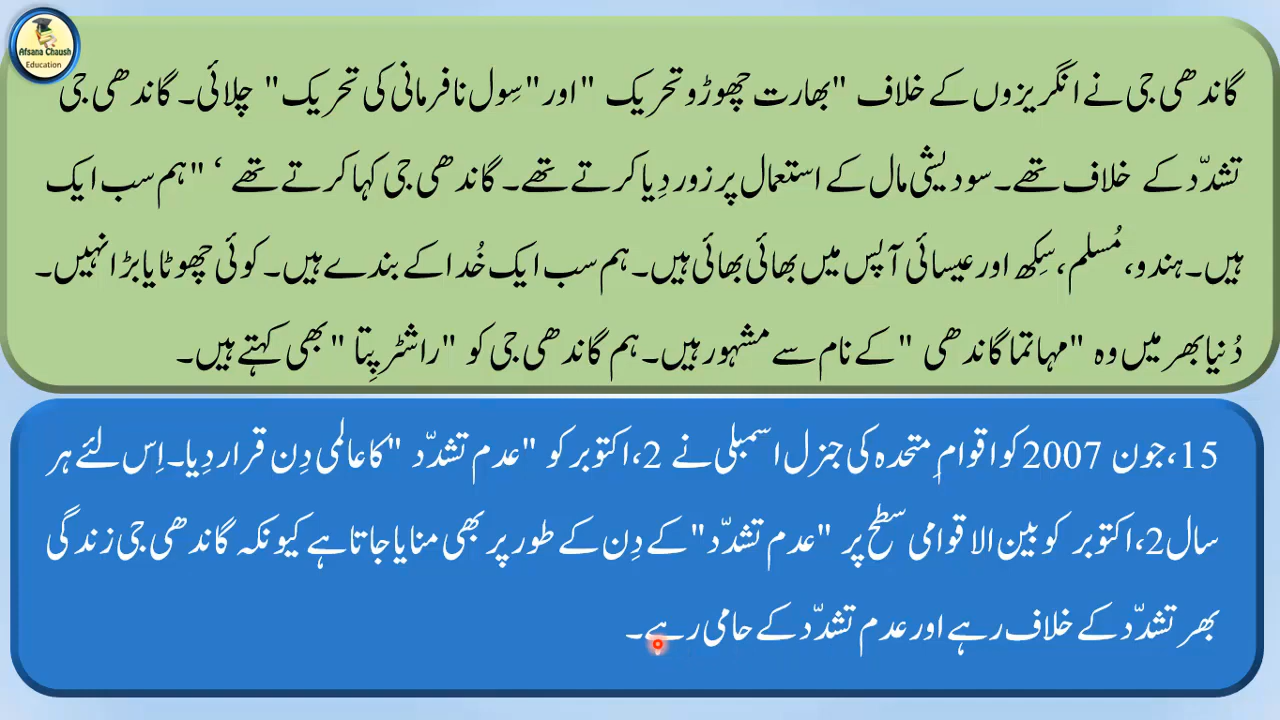 Afsana Chaush
Education
گاندھی جی نے انگریزوں کے خلاف "بھارت چھوڑو تحریک" اور "سِول نافرمانی کی تحریک" چلائی۔ گاندھی جی
تشدّد کے خلاف تھے۔ سودیشی مال کے استعمال پر زور دِیا کرتے تھے۔ گاندھی جی کہا کرتے تھے ‘ "ہم سب ایک
ہیں۔ ہندو، مُسلم، سِکھ اور عیسائی آپس میں بھائی بھائی ہیں۔ ہم سب ایک خُدا کے بندے ہیں۔ کوئی چھوٹا یا بڑا نہیں۔
دُنیا بھر میں وہ "مہاتما گاندھی" کے نام سے مشہور ہیں۔ ہم گاندھی جی کو "راشٹر پِتا" بھی کہتے ہیں۔
15،جون 2007 کو اقوامِ متحدہ کی جنرل اسمبلی نے 2،اکتوبر کو "عدم تشدّد" کا عالمی دِن قرار دِیا۔ اِس لئے ہر
سال 2،اکتوبر کو بین الاقوامی سطح پر "عدم تشدّد" کے دِن کے طور پر بھی منایا جاتا ہے کیونکہ گاندھی جی زندگی
بھر تشدّد کے خلاف رہے اور عدم تشدّد کے حامی رہے۔